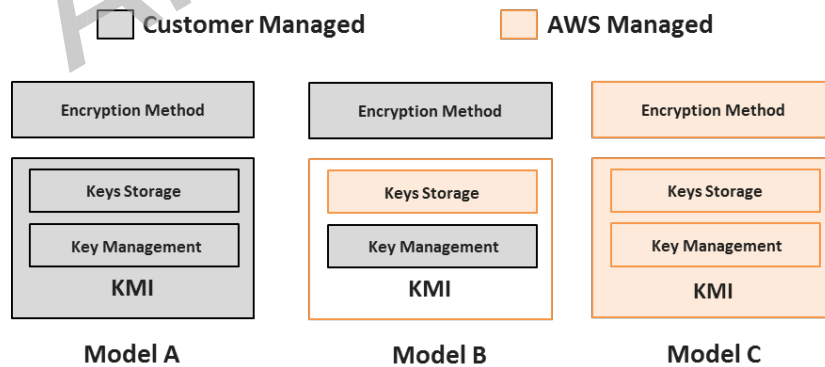 Customer Managed
AWS Managed
Encryption Method
Encryption Method
Encryption Method
Keys Storage
Keys Storage
Keys Storage
Key Management
Key Management
Key Management
KMI
KMI
KMI
Model A
Model B
Model C